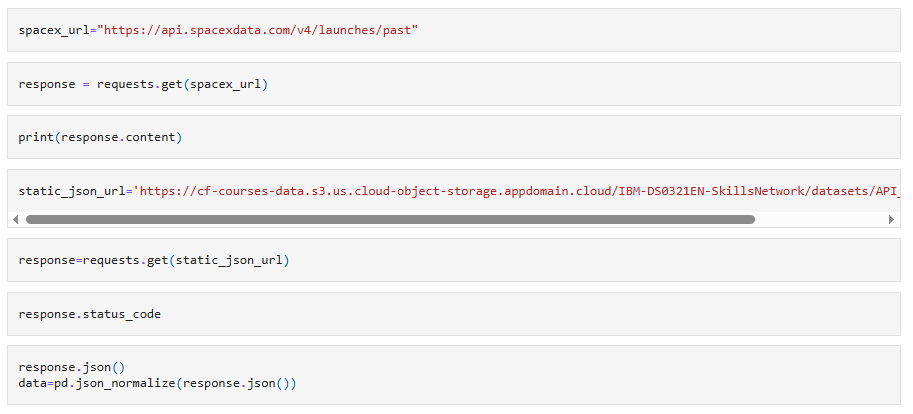 spacex_url="https://api.spacexdata.com/v4/launches/past"
response = requests.get(spacex_url)
print(response.content)
static_json_url='https://cf-courses-data.s3.us.cloud-object-storage.appdomain.cloud/IBM-DS0321EN-SkillsNetwork/datasets/API_
response=requests.get(static_json_url)
response.status_code
response.json()
data=pd.json_normalize(response.json())